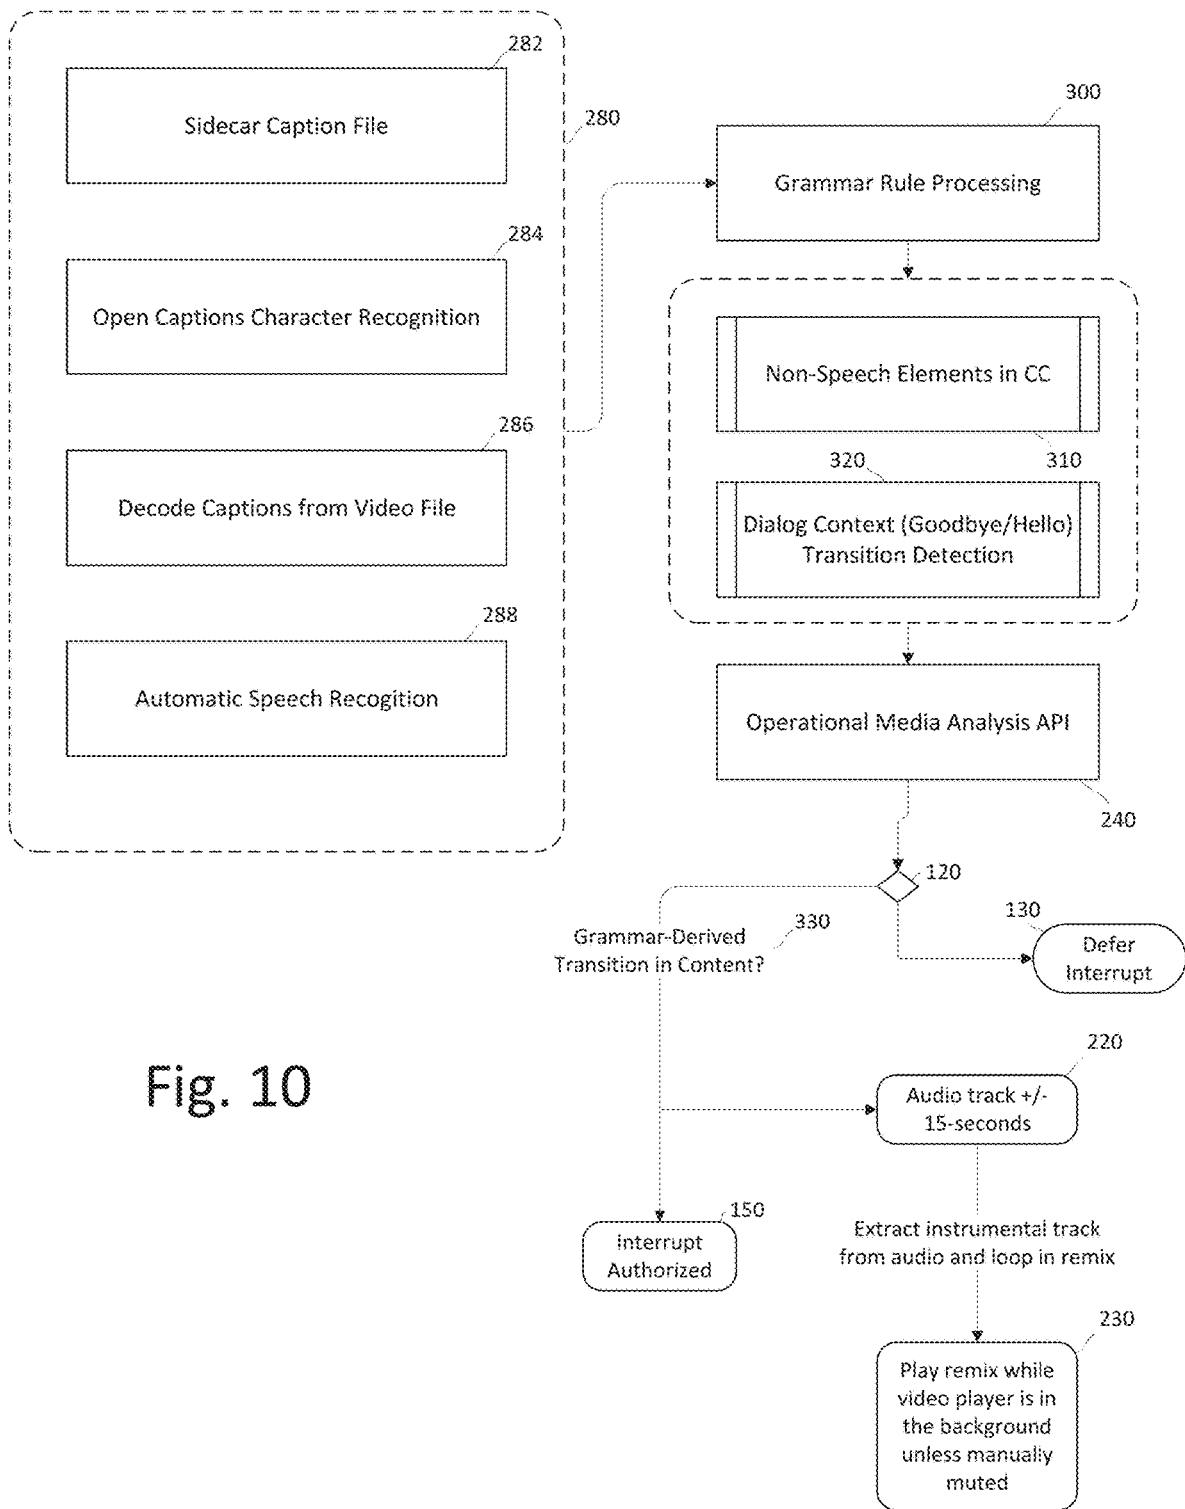 282
Sidecar Caption File
280
284
Open Captions Character Recognition
286
Decode Captions from Video File
288
Automatic Speech Recogition
300
Grammar Rule Processing
Non-Speech Elements in CC
320
310
Dialog Context (Goodbye/Hello)
Transition Detection
Operational Media Analysis API
240
120
330
Grammar-Derived
Transition in Content?
130
Defer
Interrupt
220
Audio track +/-
15-seconds
150
Interrupt
Authorized
Extract instrumental track
from audio and loop in remix
230
Play remix while
video player is in
the background
unless manually
muted
Fig. 10